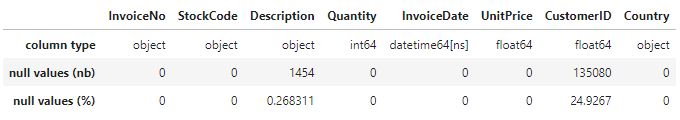 InvoiceNo StockCode Description Quantity InvoiceDate UnitPrice CustomerID Country
column type object object object int64 datetime64[ns] float64 float64 object
null values (nb) 0 0 1454 0 0 0 135080 0
null values (%) 0 0 0.268311 0 0 0 24.9267 0